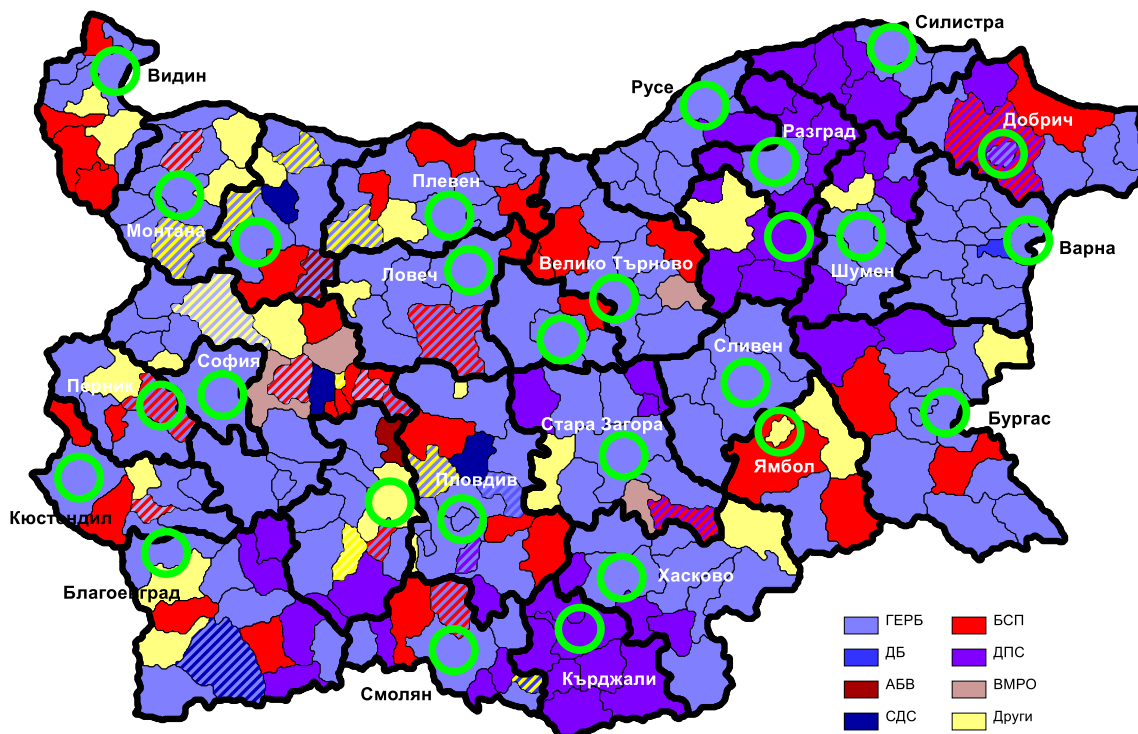 Силистра
Видин
Русе
Добрич
Разград
Плевен
Монтана
Варна
Ловеч
Велико Търново
Шумен
София
Сливен
Перник
Стара Загора
Бургас
Ямбол
Пловдив
Кюстендил
Хасково
Благоевград
Кърджали
Смолян
ГЕРБ
БСП
ДБ
ДПС
АБВ
ВМРО
СДС
Други